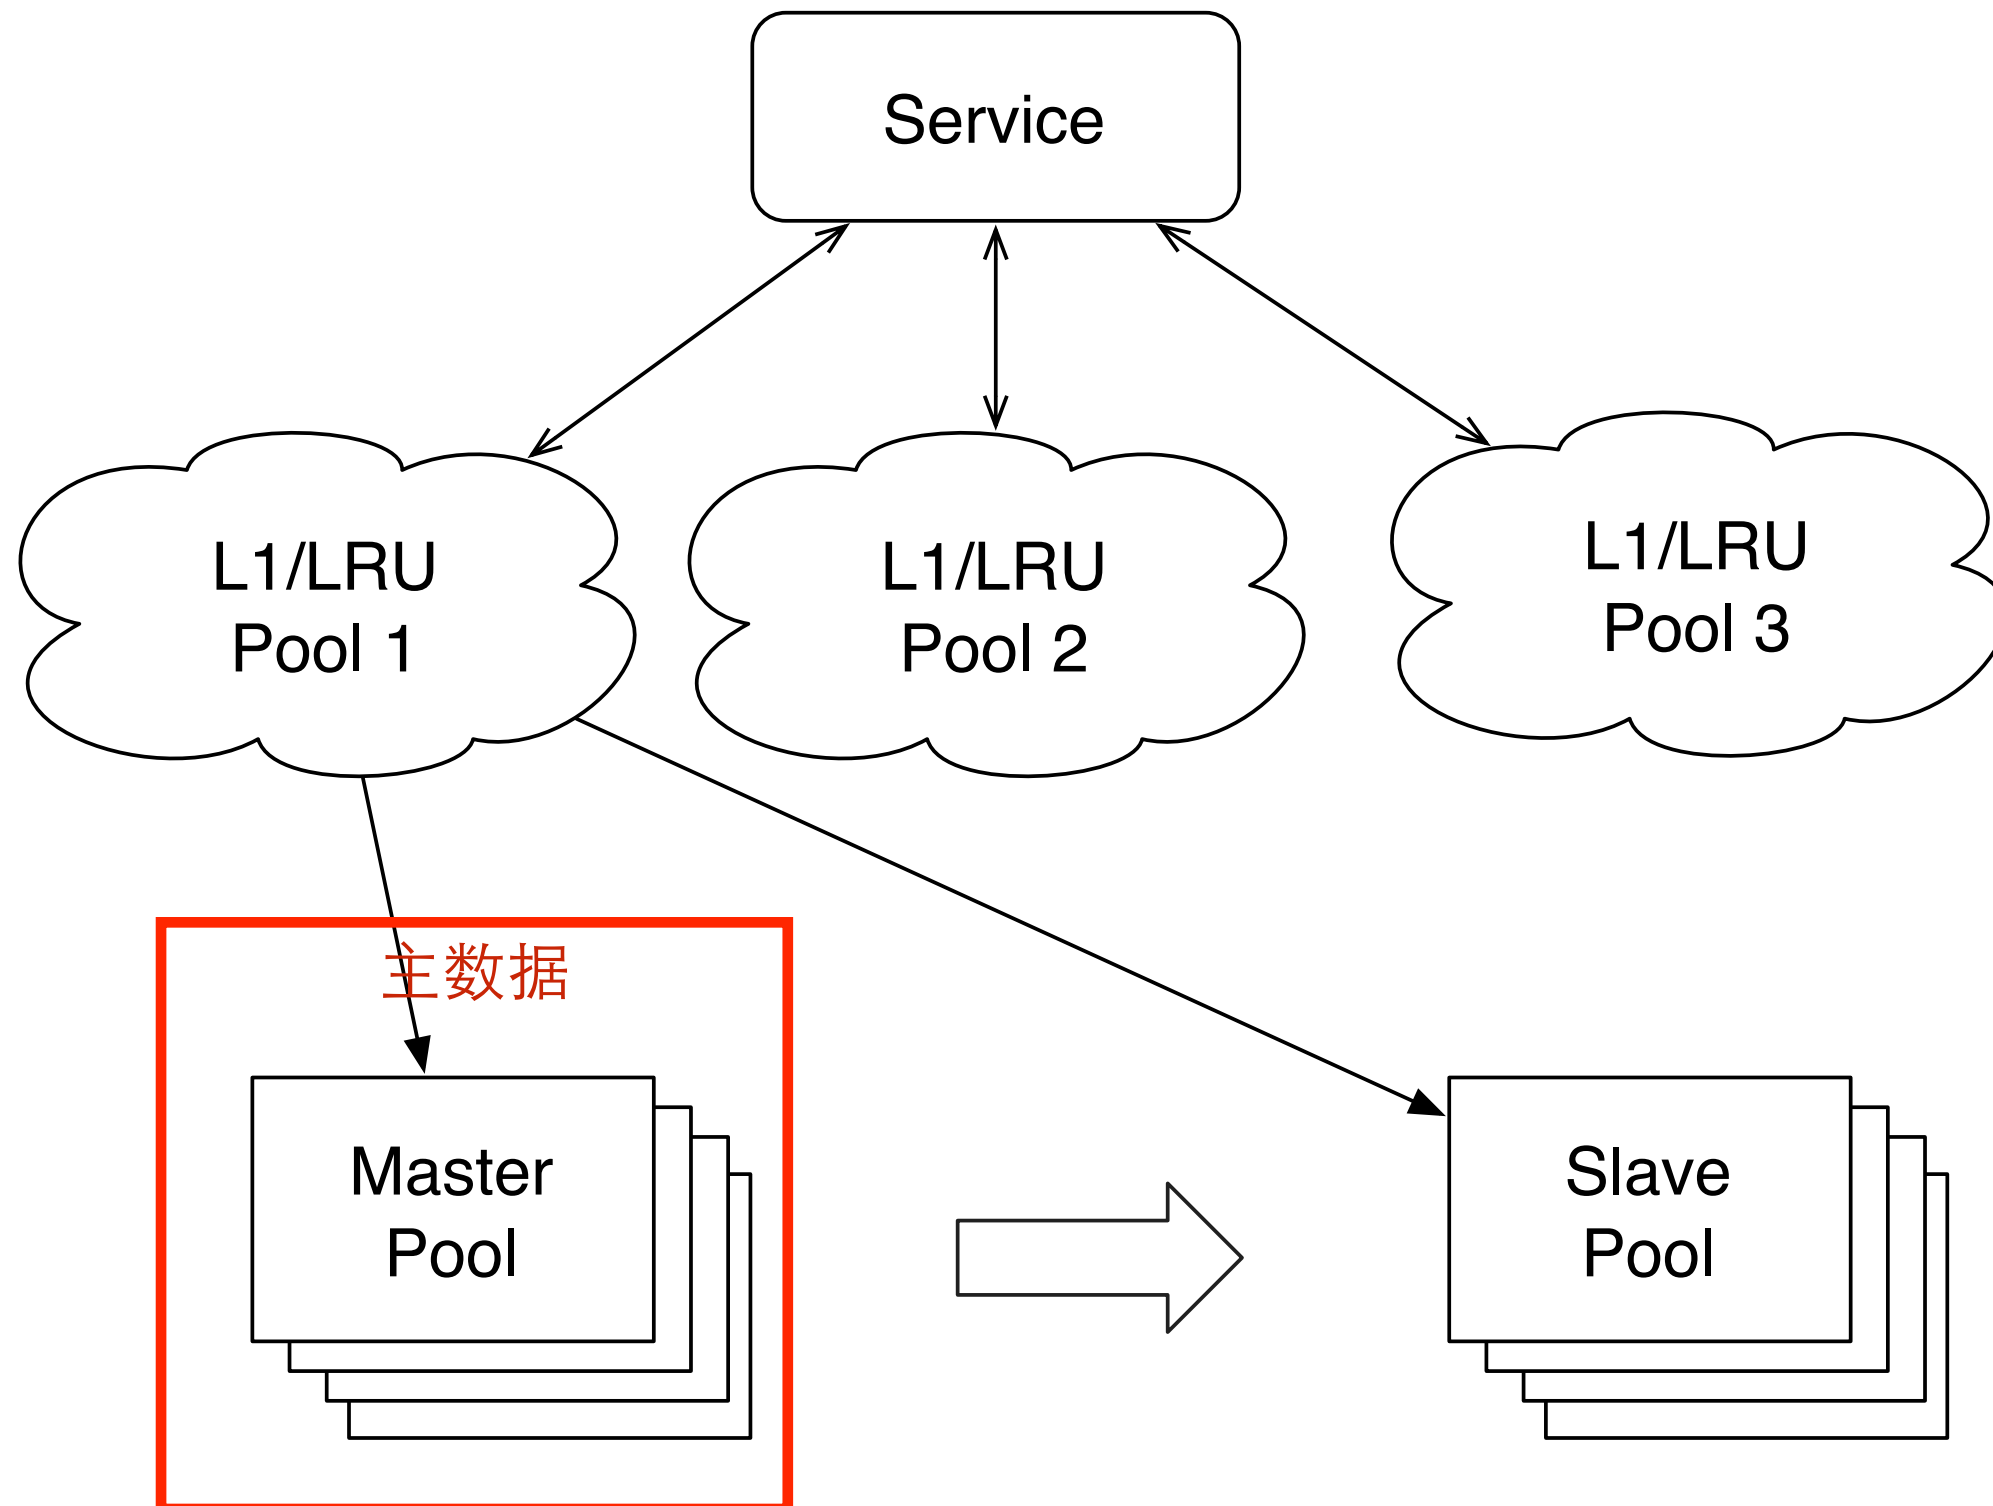 Service
L1/LRU
Pool 1
L1/LRU
Pool 2
L1/LRU
Pool 3
主数据
Master
Pool
Slave
Pool